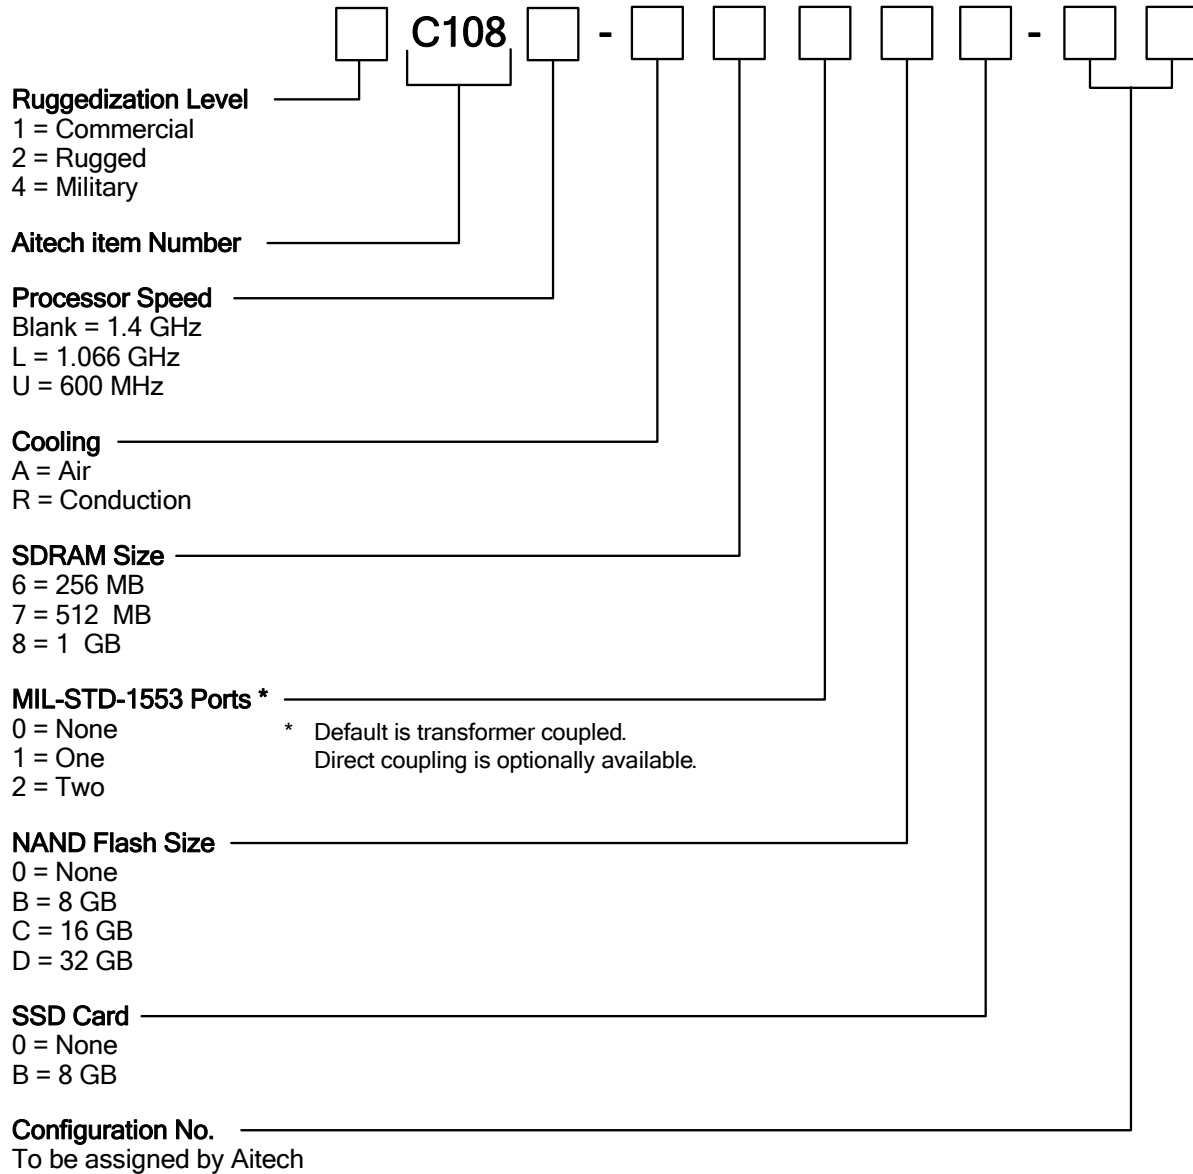 C108 - -
Ruggedization Level
1 = Commercial
2 = Rugged
4 = Military
Aitech item Number
Processor Speed
Blank = 1.4 GHz
L = 1.066 GHz
U = 600 MHz
Cooling
A = Air
R = Conduction
SDRAM Size
6 = 256 MB
7 = 512 MB
8 = 1 GB
MIL-STD-1553 Ports *
0 = None
1 = One
2 = Two
* Default is transformer coupled.
Direct coupling is optionally available.
NAND Flash Size
0 = None
B = 8 GB
C = 16 GB
D = 32 GB
SSD Card
0 = None
B = 8 GB
Configuration No.
To be assigned by Aitech